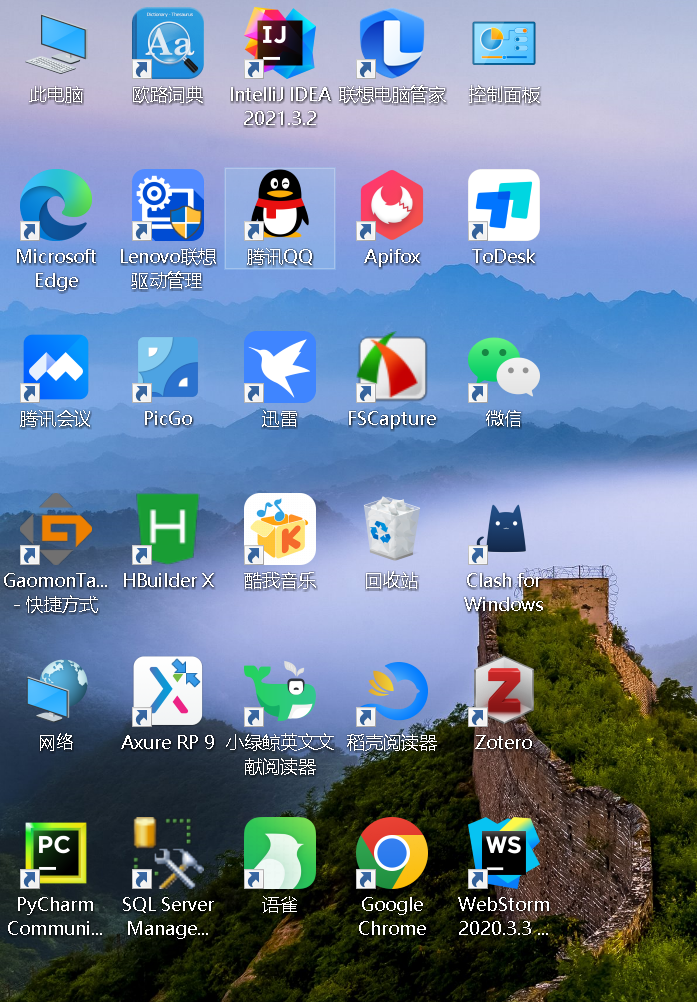 Dictionary · Thesaurus
Aa
IJ
此电脑
欧路词典
IntelliJ IDEA
2021.3.2
联想电脑管家
控制面板
Microsoft
Edge
Lenovo联想
驱动管理
腾讯QQ
Apifox
ToDesk
腾讯会议
PicGo
迅雷
FSCapture
微信
H
K
GaomonTa...
- 快捷方式
HBuilder X
酷我音乐
回收站
Clash for
Windows
Z
网络
Axure RP 9
小绿鲸英文文
献阅读器
稻壳阅读器
Zotero
PC
WS
PyCharm
Communi...
SQL Server
Manage...
语雀
Google
Chrome
WebStorm
2020.3.3 ...